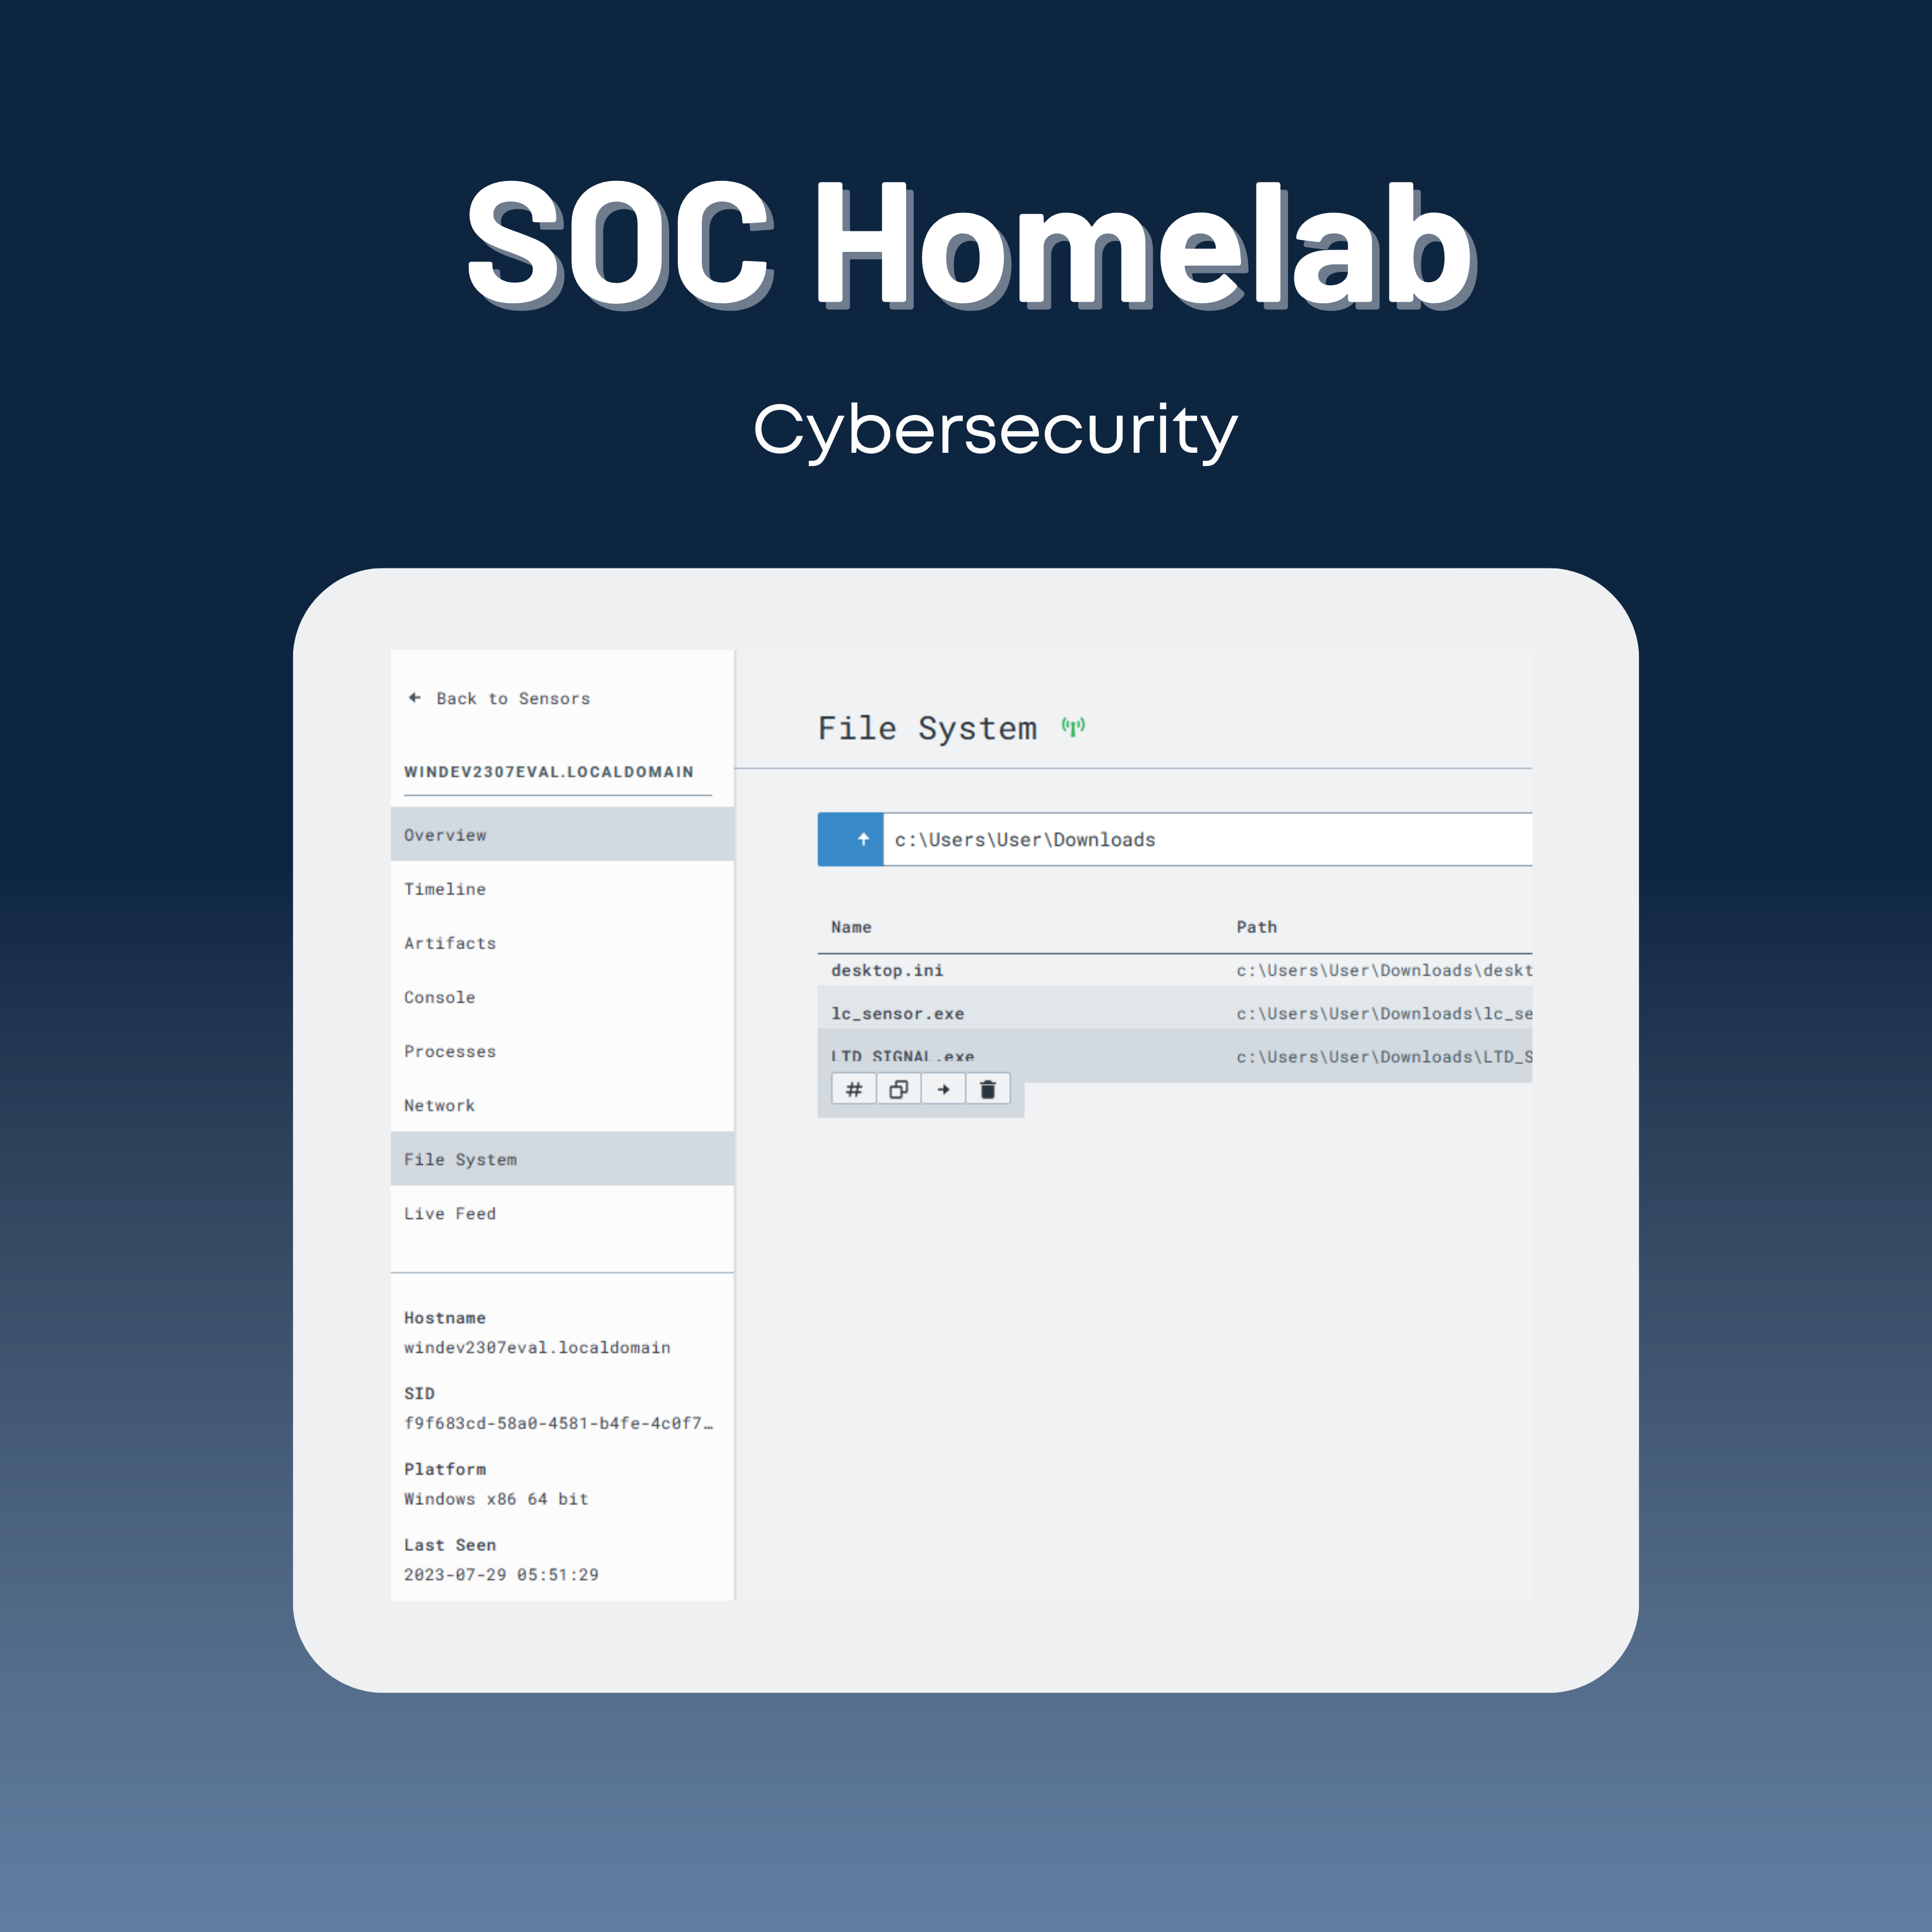 SOC Homelab
Cybersecurity
Back to Sensors
WINDEV2307EVAL.LOCALDOMAIN
Overview
Timeline
Artifacts
Console
Processes
Network
File System
Live Feed
Hostname
windev2307eval.localdomain
SID
f9f683cd-58a0-4581-b4fe-4c0f7…
Platform
Windows x86 64 bit
Last Seen
2023-07-29 05:51:29
File System
c:\Users\User\Downloads
Name Path
desktop.ini c:\Users\User\Downloads\deskt
lc_sensor.exe c:\Users\User\Downloads\lc_se
LTD_SIGNAL.exe c:\Users\User\Downloads\LTD_S
#